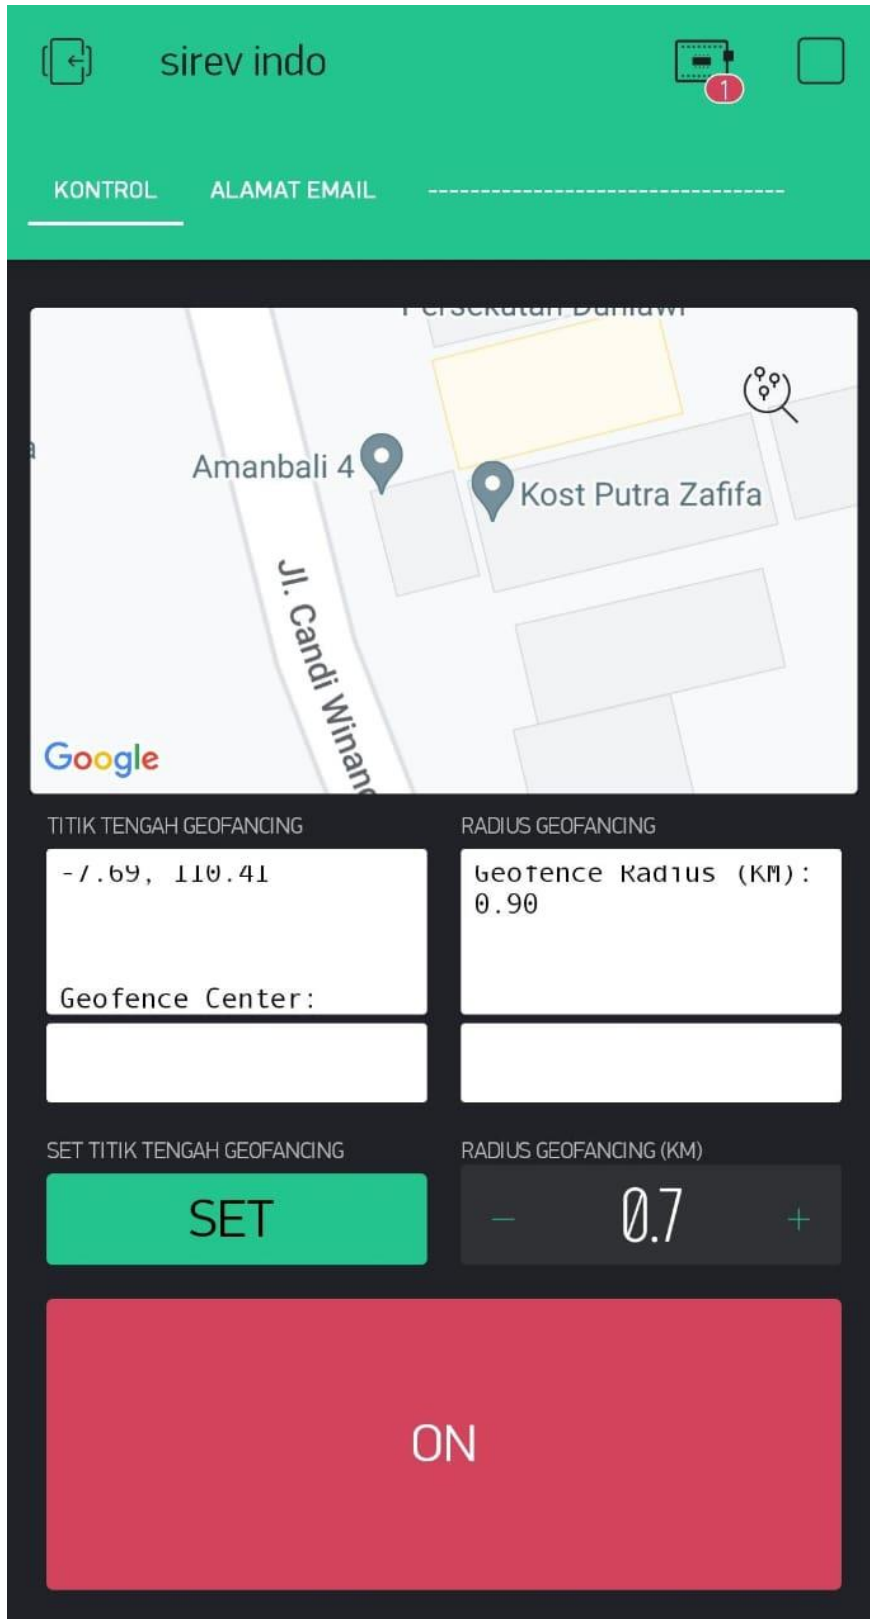 sirev indo
1
KONTROL ALAMAT EMAIL ----------------------------------
Amanbali 4
Kost Putra Zafifa
Jl. Candi
Google
TITIK TENGAH GEOFANCING
RADIUS GEOFANCING
-7.69, 110.41
Geofence Center:
Geofence Radius (KM):
0.90
SET TITIK TENGAH GEOFANCING
RADIUS GEOFANCING (KM)
SET
- 0.7 +
ON